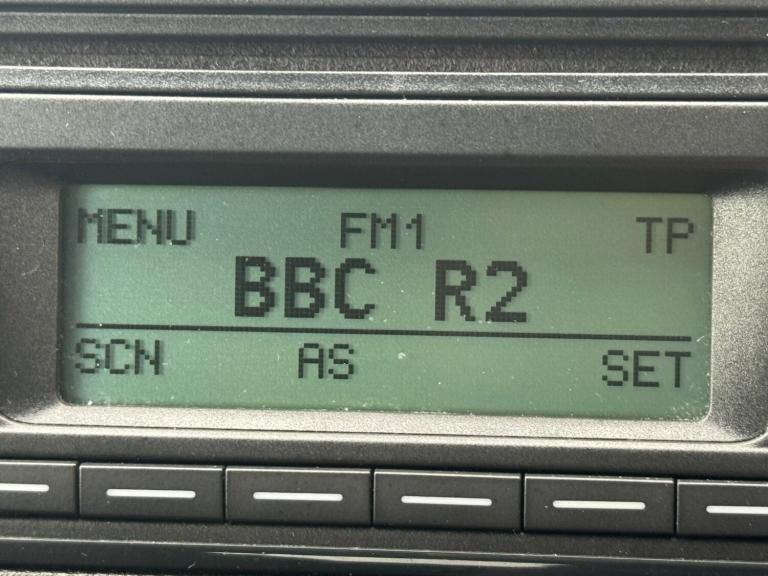 MENU FM1 TP
BBC R2
SCN AS SET